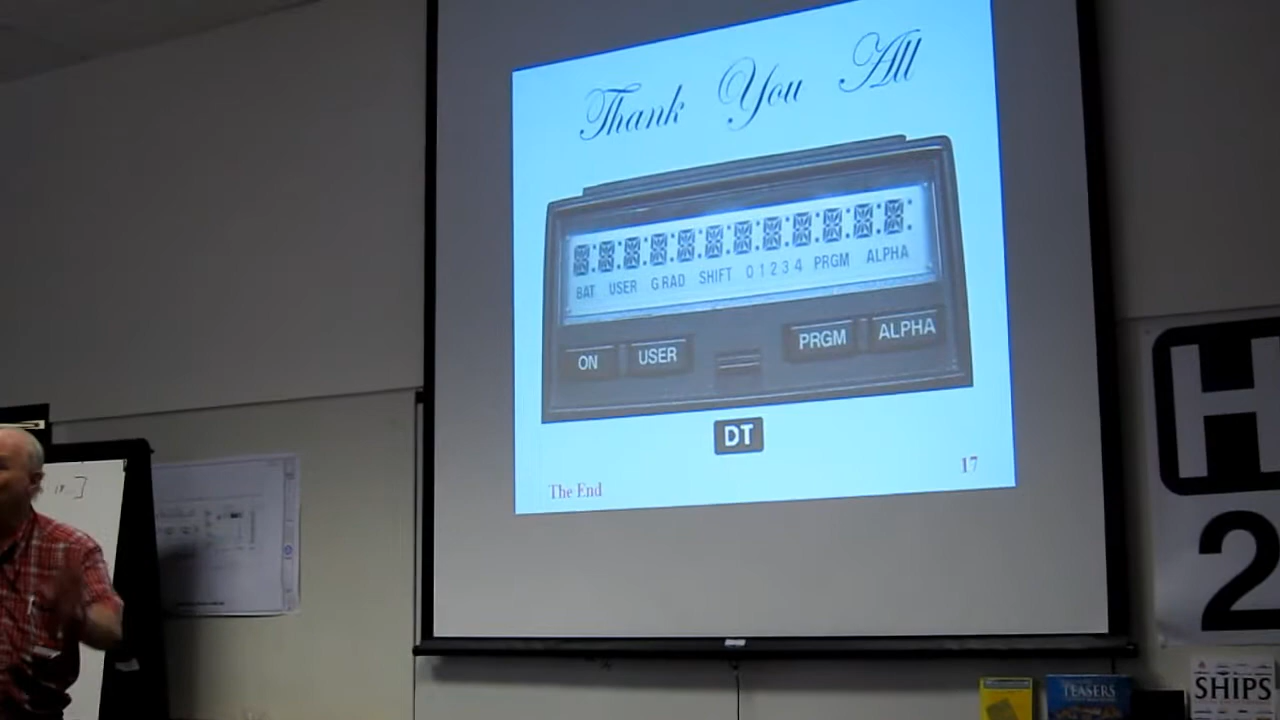 Thank You All
BAT USER G RAD SHIFT 0 1 2 3 4 PRGM ALPHA
ON USER PRGM ALPHA
DT
The End 17
H
2
TEASERS
SHIPS